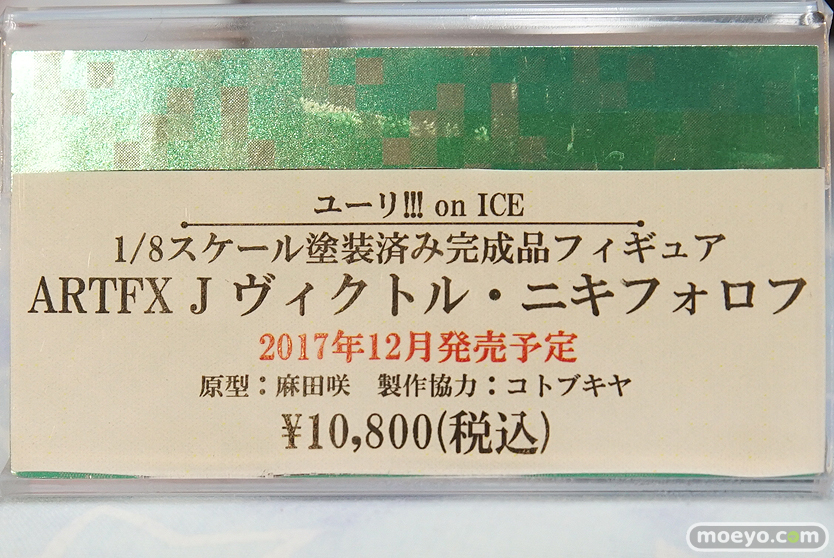 ユーリ!!! on ICE
1/8スケール塗装済み完成品フィギュア
ARTFX J ヴィクトル・ニキフォロフ
2017年12月発売予定
原型：麻田咲　製作協力：コトブキヤ
¥10,800(税込)
moeyo.com